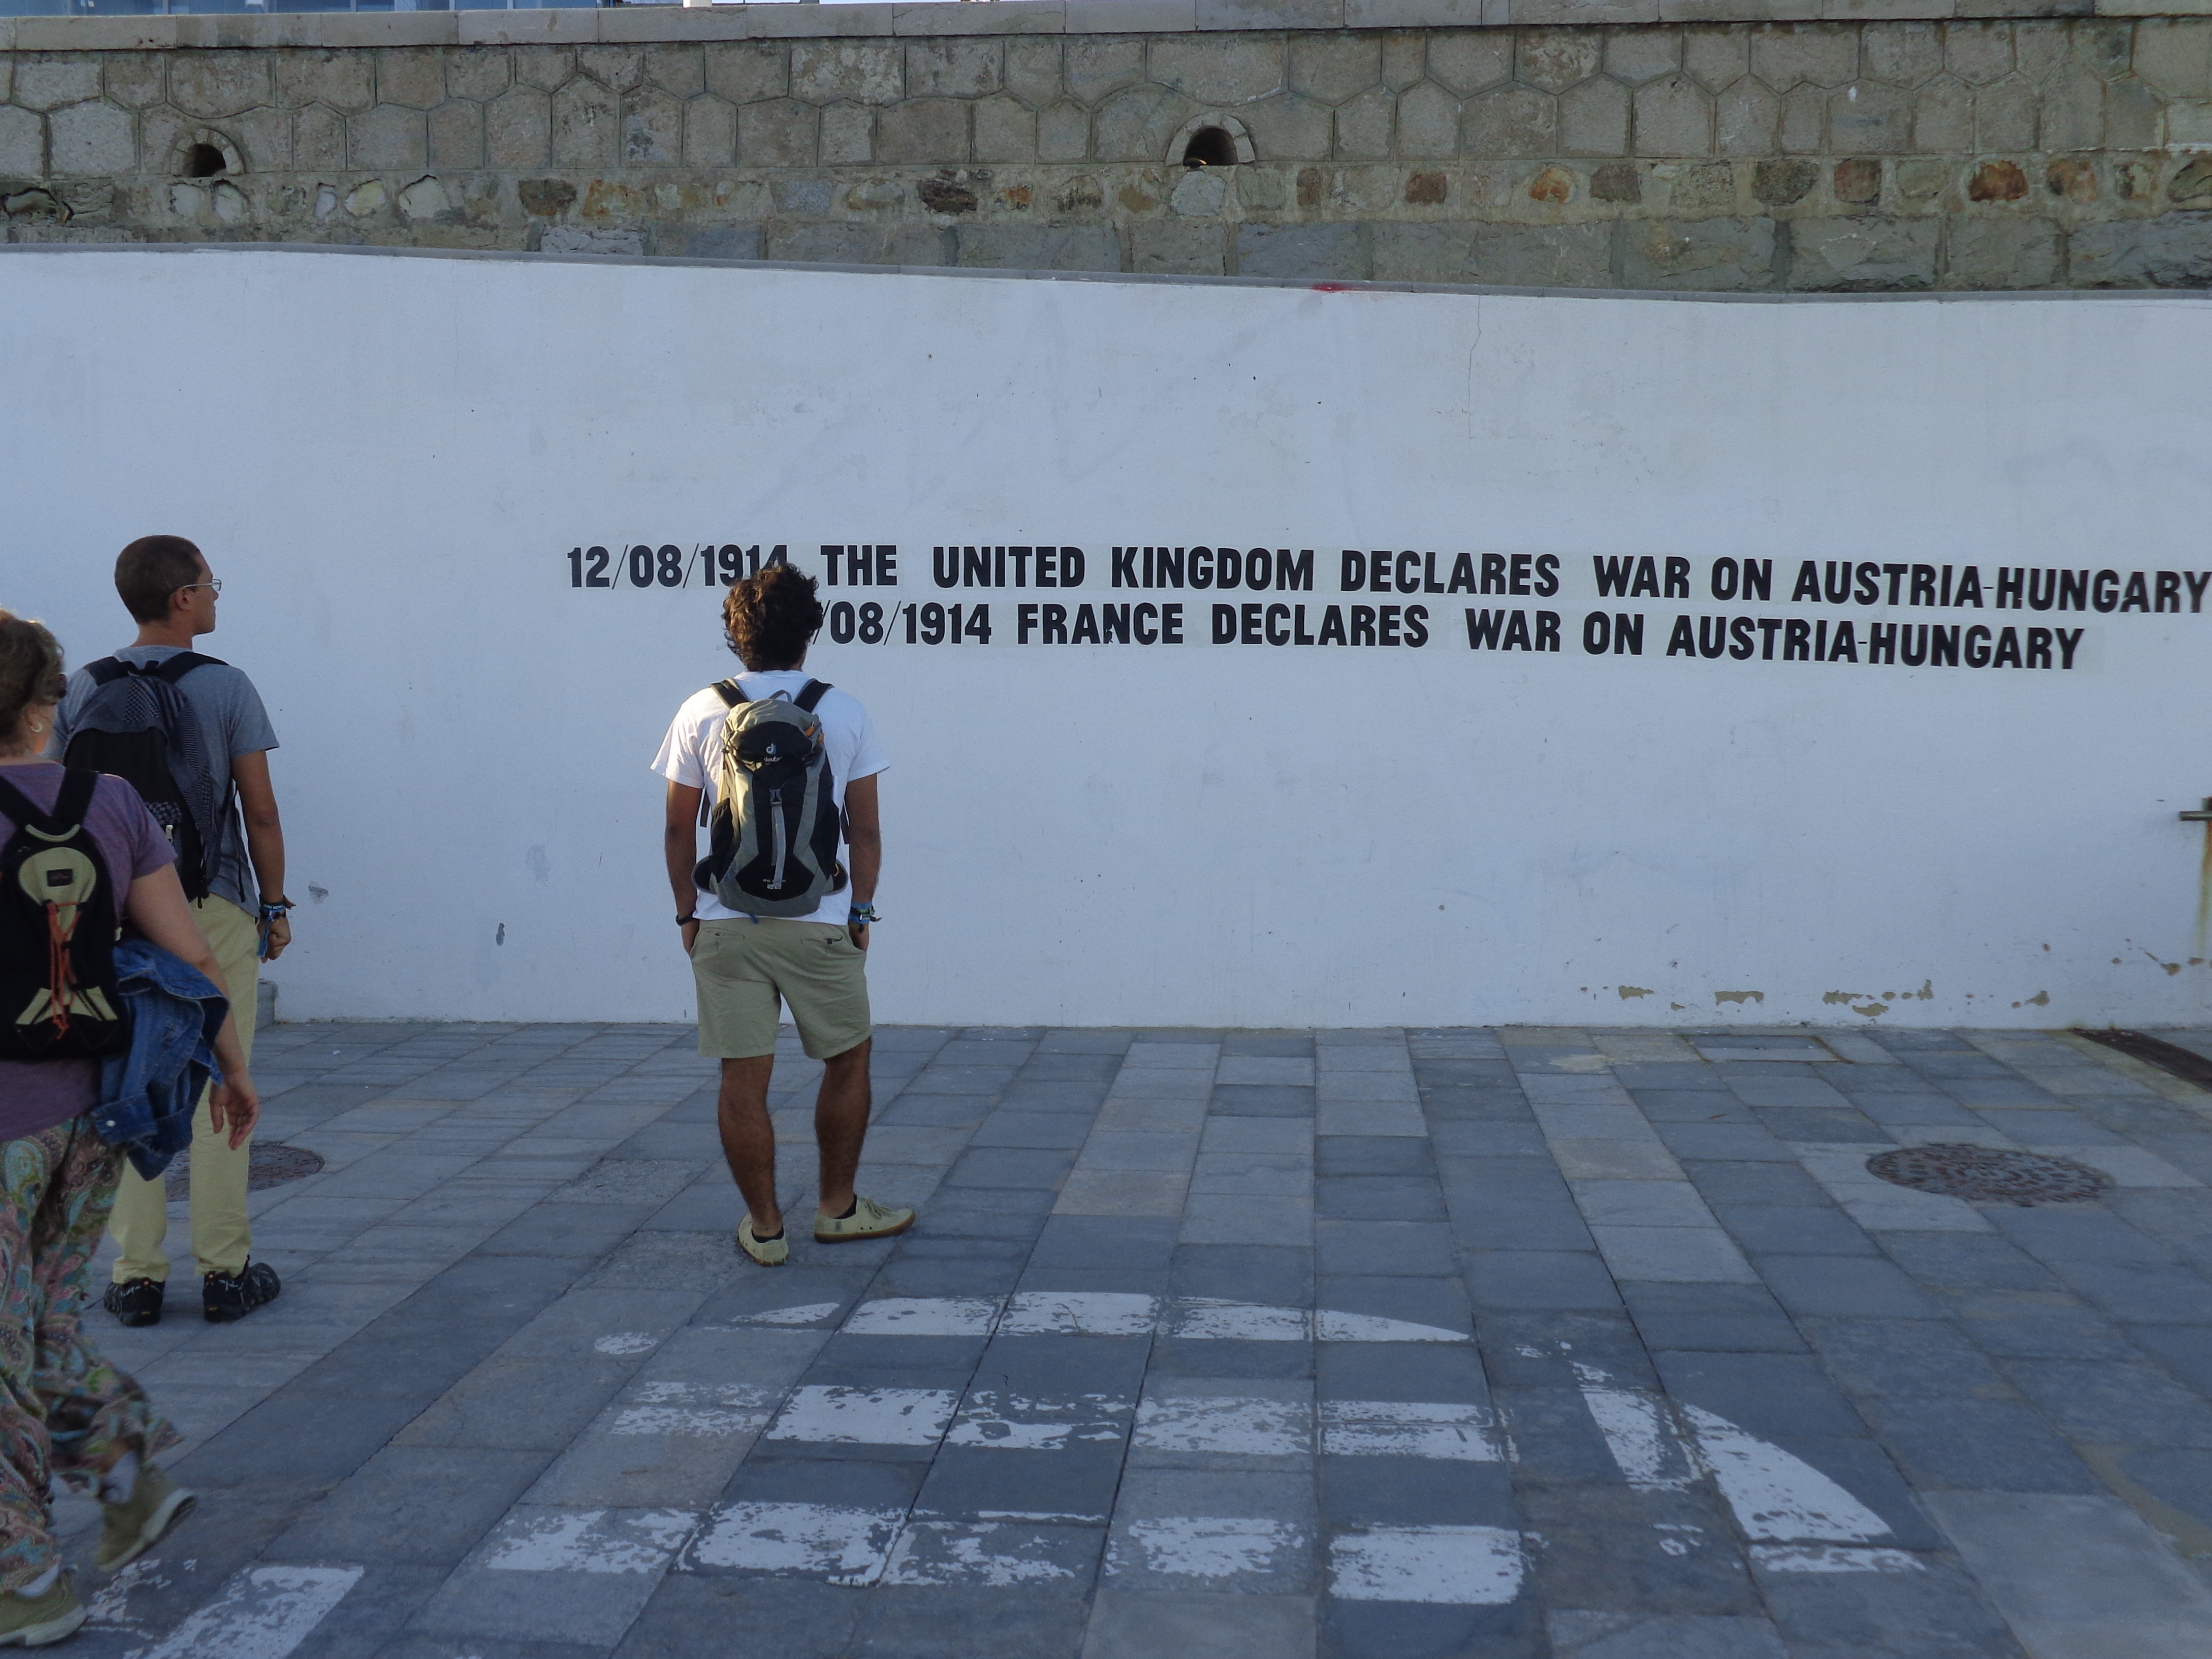 12/08/1914 THE UNITED KINGDOM DECLARES WAR ON AUSTRIA-HUNGARY
/08/1914 FRANCE DECLARES WAR ON AUSTRIA-HUNGARY
deuter